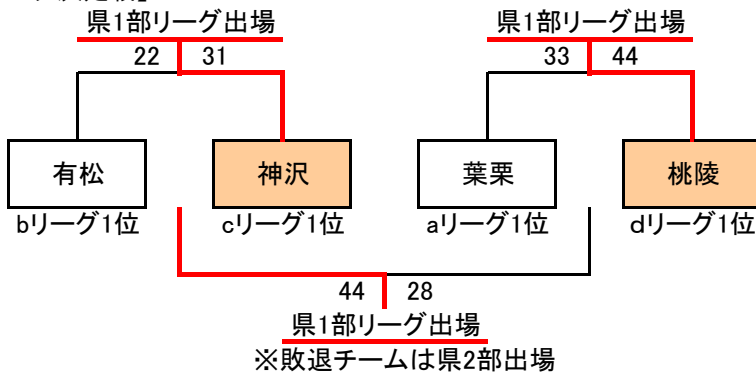 県1部リーグ出場 県1部リーグ出場
22 31 33 44
有松 神沢 葉栗 桃陵
bリーグ1位 cリーグ1位 aリーグ1位 dリーグ1位
44 28
県1部リーグ出場
※敗退チームは県2部出場